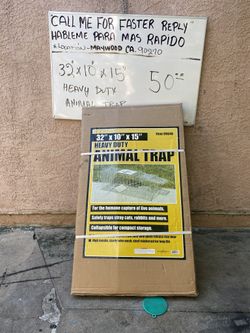 CALL ME FOR FASTER REPLY
HABLEME PARA MAS RAPIDO
LOCATION - MAYWOOD CA. 90270
32"x10"x15"
HEAVY DUTY
ANIMAL TRAP
50.00
32" x 10" x 15"
HEAVY DUTY
ANIMAL TRAP
For the humane capture of live animals.
Safely traps stray cats, rabbits and more.
Collapsible for compact storage.